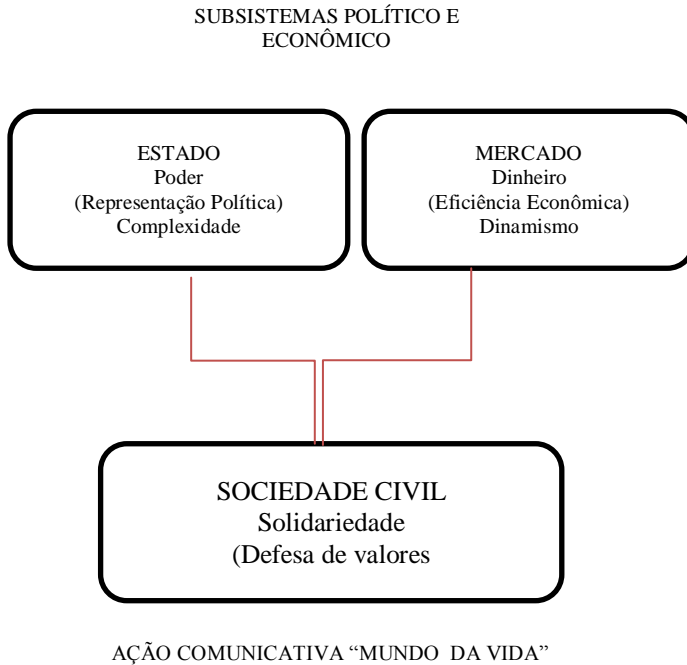 SUBSISTEMAS POLÍTICO E
ECONÔMICO
ESTADO
Poder
(Representação Política)
Complexidade
MERCADO
Dinheiro
(Eficiência Econômica)
Dinamismo
SOCIEDADE CIVIL
Solidariedade
(Defesa de valores
AÇÃO COMUNICATIVA “MUNDO DA VIDA”